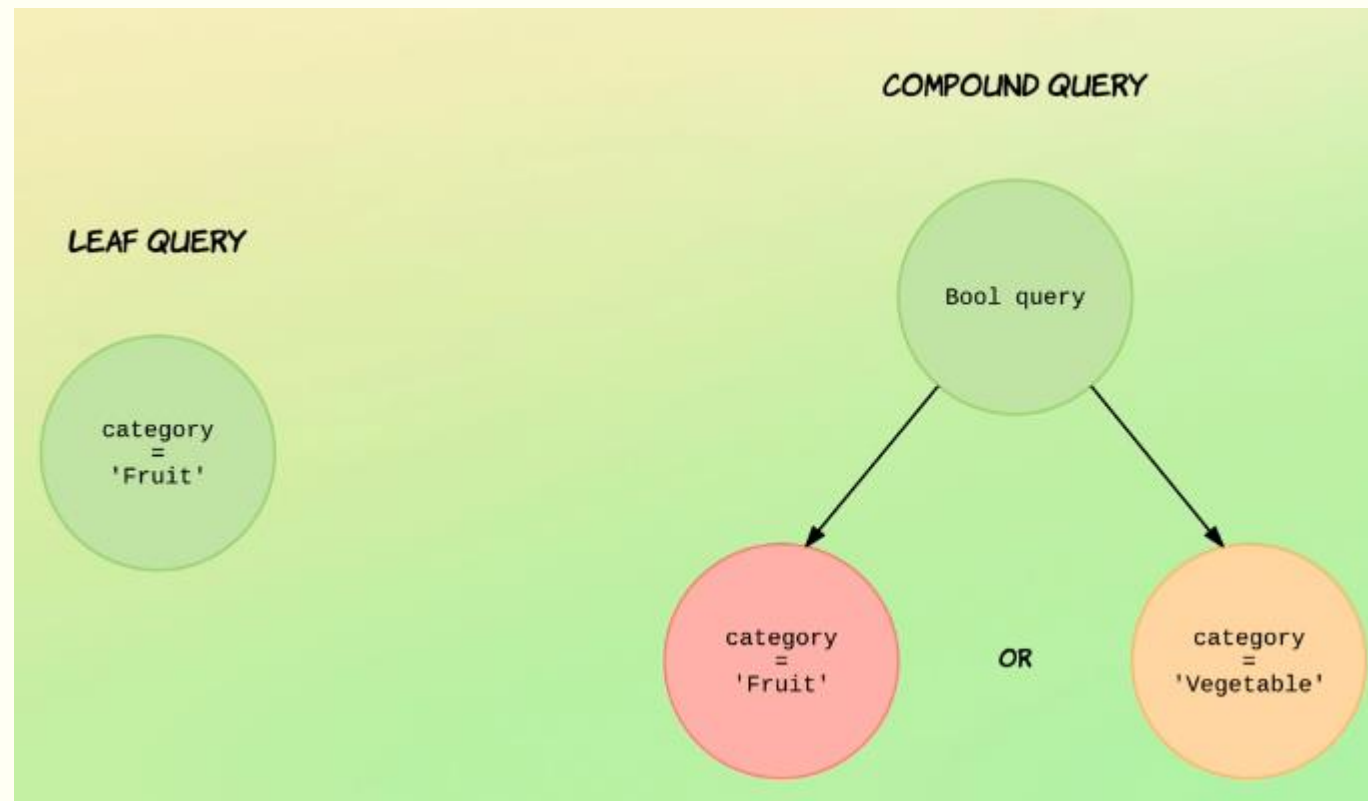 COMPOUND QUERY
LEAF QUERY
Bool query
category
=
'Fruit'
category
=
'Fruit'
OR
category
=
'Vegetable'